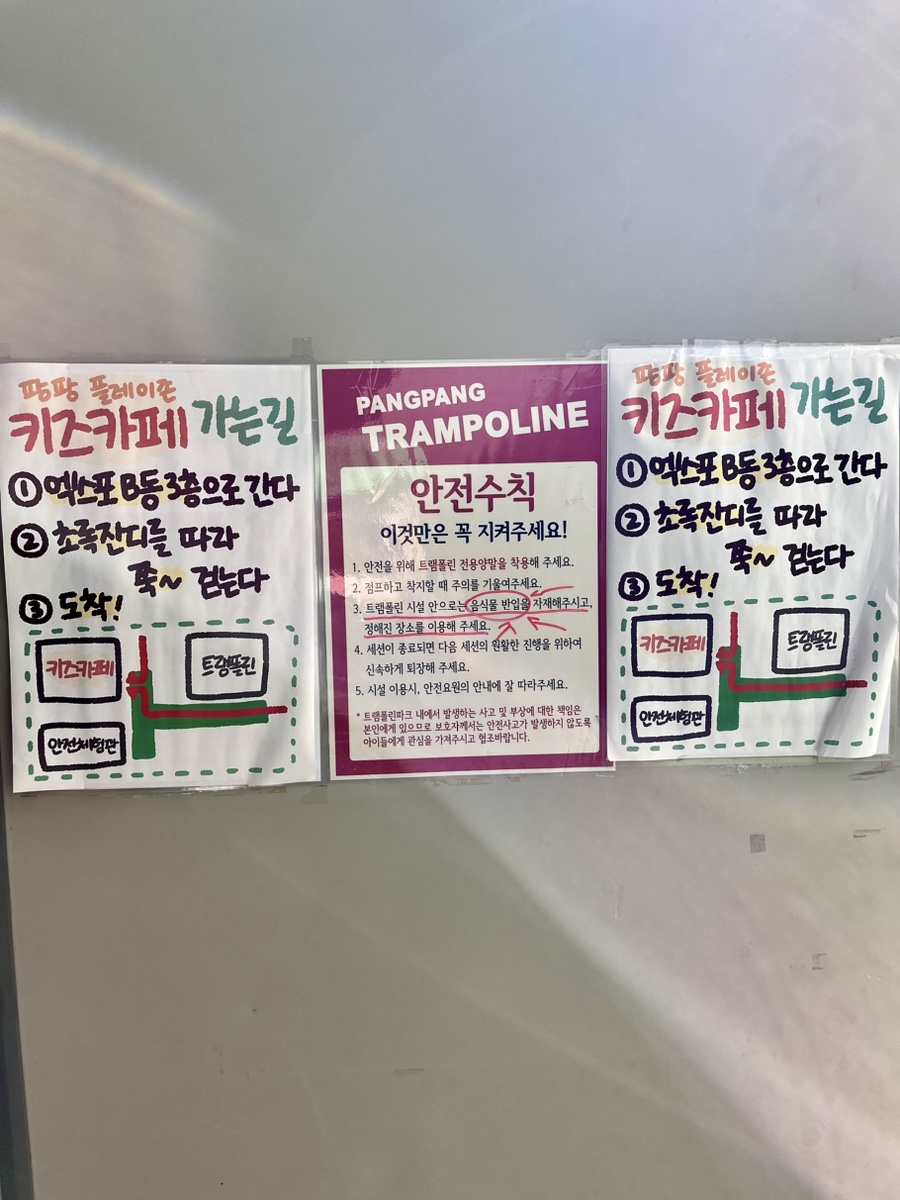 팡팡 플레이존
키즈카페 가는길
① 엑스포 B동 3층으로 간다
② 초록잔디를 따라
쭉~ 걷는다
③ 도착!
키즈카페
트램폴린
안전체험관
PANGPANG
TRAMPOLINE
안전수칙
이것만은 꼭 지켜주세요!
1. 안전을 위해 트램폴린 전용양말을 착용해 주세요.
2. 점프하고 착지할 때 주의를 기울여주세요.
3. 트램폴린 시설 안으로는 음식물 반입을 자재해주시고,
정해진 장소를 이용해 주세요.
4. 세션이 종료되면 다음 세션의 원활한 진행을 위하여
신속하게 퇴장해 주세요.
5. 시설 이용시, 안전요원의 안내에 잘 따라주세요.
* 트램폴린파크 내에서 발생하는 사고 및 부상에 대한 책임은
본인에게 있으므로 보호자께서는 안전사고가 발생하지 않도록
아이들에게 관심을 가져주시고 협조바랍니다.
팡팡 플레이존
키즈카페 가는길
① 엑스포 B동 3층으로 간다
② 초록잔디를 따라
쭉~ 걷는다
③ 도착!
키즈카페
트램폴린
안전체험관